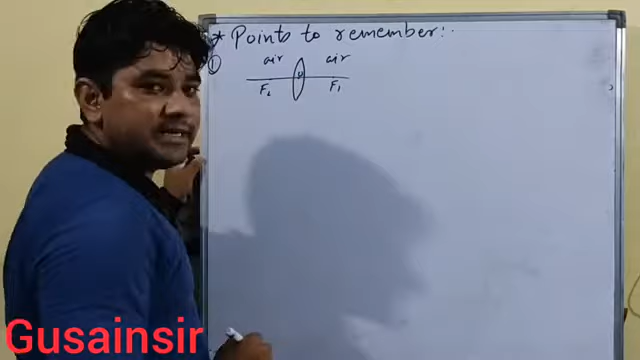 * Points to remember:-
① air air
F₂ F₁
Gusainsir